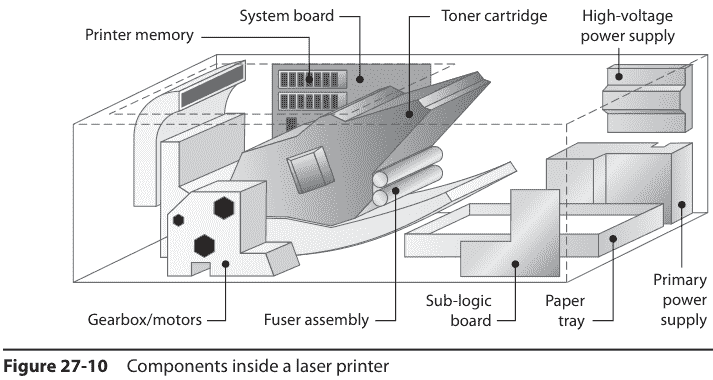 System board
Toner cartridge
High-voltage
power supply
Printer memory
Gearbox/motors
Fuser assembly
Sub-logic
board
Paper
tray
Primary
power
supply
Figure 27-10 Components inside a laser printer